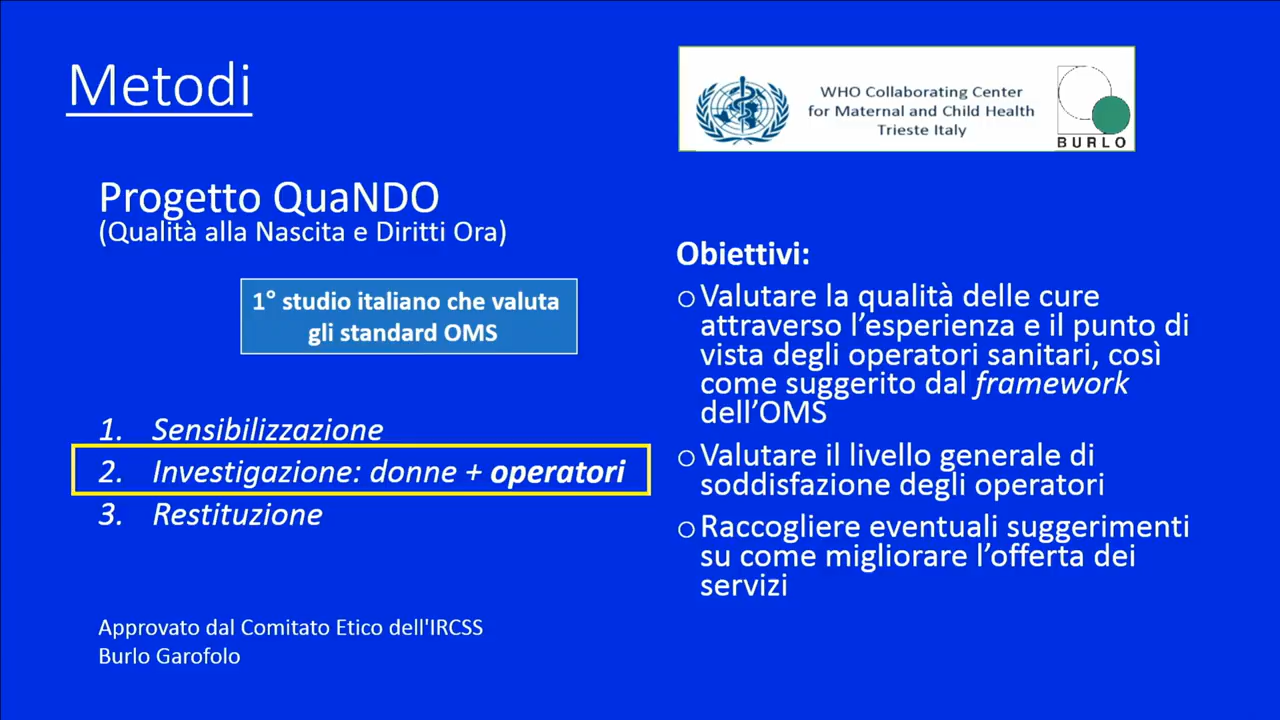 Metodi
WHO Collaborating Center
for Maternal and Child Health
Trieste Italy
BURLO
Progetto QuaNDO
(Qualità alla Nascita e Diritti Ora)
1° studio italiano che valuta
gli standard OMS
1. Sensibilizzazione
2. Investigazione: donne + operatori
3. Restituzione
Approvato dal Comitato Etico dell'IRCSS
Burlo Garofolo
Obiettivi:
o Valutare la qualità delle cure
attraverso l’esperienza e il punto di
vista degli operatori sanitari, così
come suggerito dal framework
dell’OMS
o Valutare il livello generale di
soddisfazione degli operatori
o Raccogliere eventuali suggerimenti
su come migliorare l’offerta dei
servizi